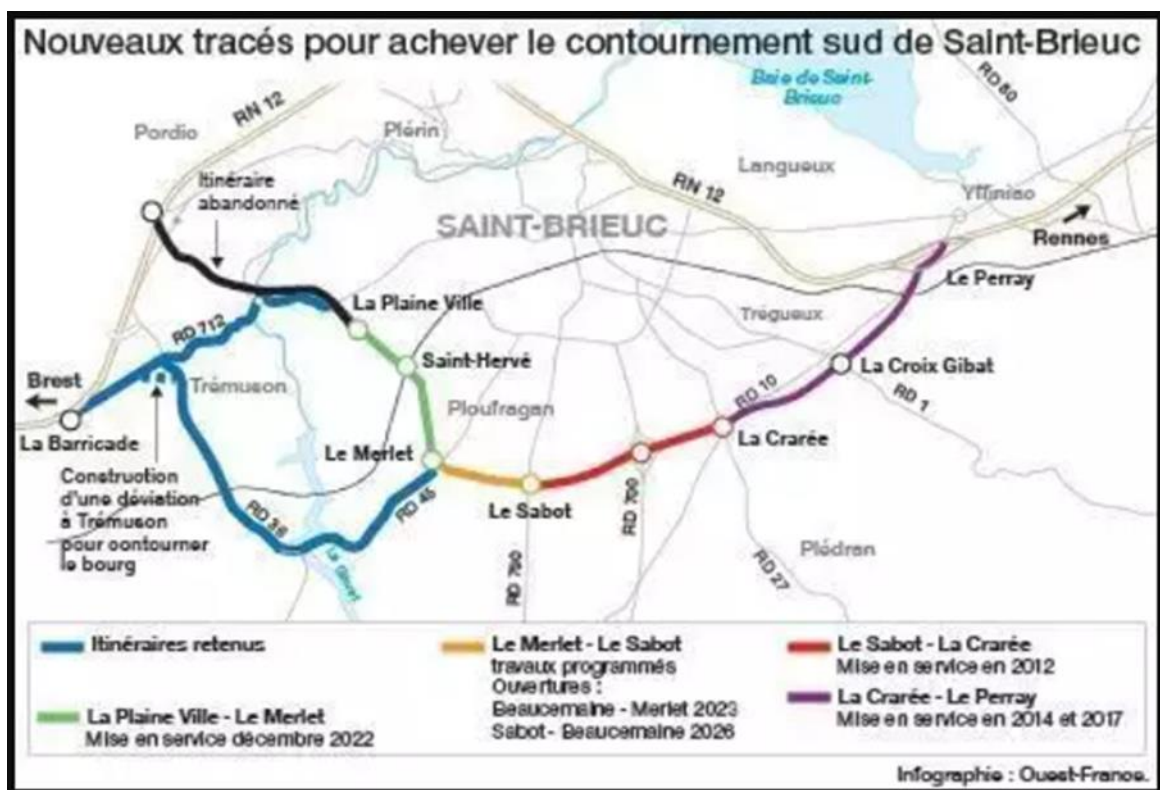 Nouveaux tracés pour achever le contournement sud de Saint-Brieuc
Baie de Saint-
Brieuc
RD 80
RN 12
Pordic
Plérin
Langueux
Itinéraire
abandonné
RN 12
Yffiniac
SAINT-BRIEUC
Rennes
Le Perray
La Plaine Ville
Trégueux
RD 712
Saint-Hervé
La Croix Gibat
Brest
Trémuson
RD 10
RD 1
Ploufragan
La Barricade
Le Merlet
La Crarée
Construction
d'une déviation
à Trémuson
pour contourner
le bourg
RD 45
Le Sabot
RD 700
RD 36
Plédran
Le Gouet
RD 790
RD 27
Itinéraires retenus
La Plaine Ville - Le Merlet
Mise en service décembre 2022
Le Merlet - Le Sabot
travaux programmés
Ouvertures :
Beaucemaine - Merlet 2023
Sabot - Beaucemaine 2026
Le Sabot - La Crarée
Mise en service en 2012
La Crarée - Le Perray
Mise en service en 2014 et 2017
Infographie : Ouest-France.